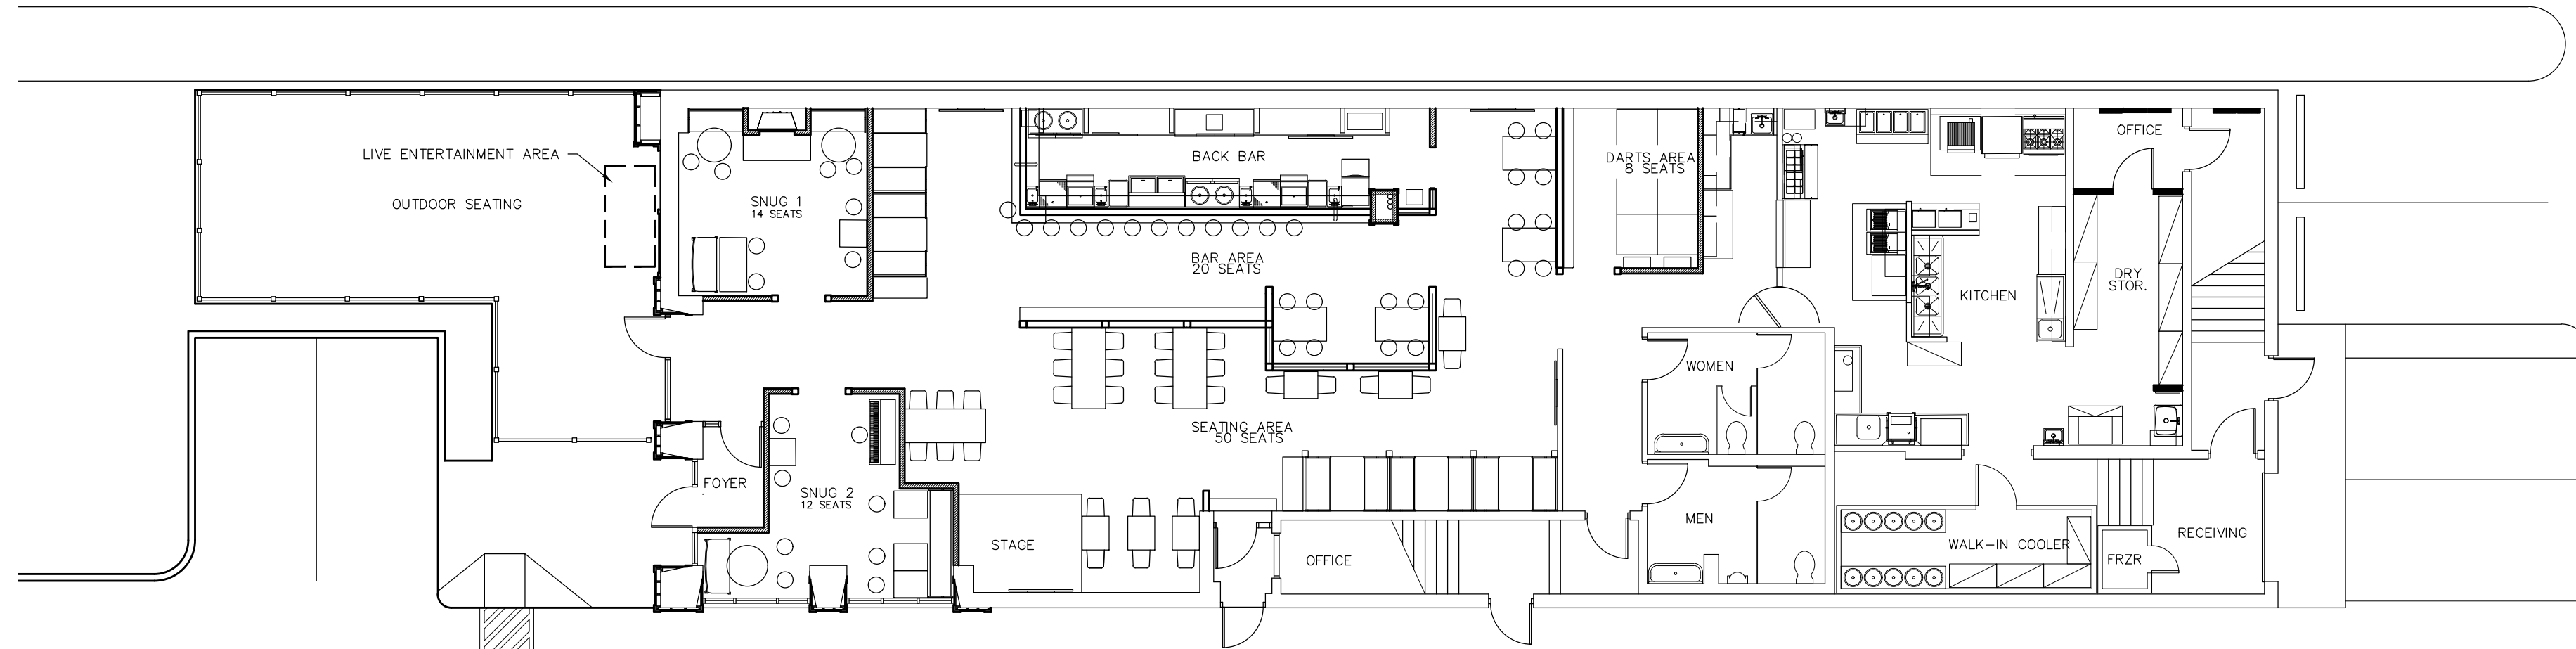 LIVE ENTERTAINMENT AREA
OUTDOOR SEATING
SNUG 1
14 SEATS
BACK BAR
BAR AREA
20 SEATS
DARTS AREA
8 SEATS
OFFICE
KITCHEN
DRY
STOR.
WOMEN
SEATING AREA
50 SEATS
FOYER
SNUG 2
12 SEATS
STAGE
OFFICE
MEN
WALK-IN COOLER
FRZR
RECEIVING